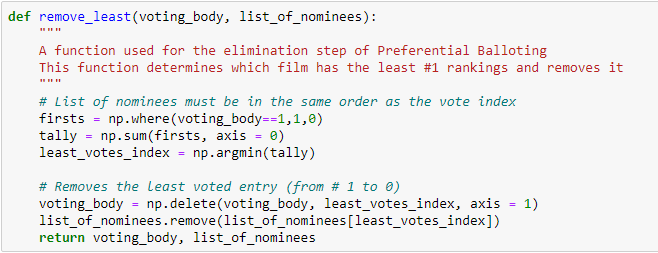 def remove_least(voting_body, list_of_nominees):
    """
    A function used for the elimination step of Preferential Balloting
    This function determines which film has the least #1 rankings and removes it
    """
    # List of nominees must be in the same order as the vote index
    firsts = np.where(voting_body==1,1,0)
    tally = np.sum(firsts, axis = 0)
    least_votes_index = np.argmin(tally)

    # Removes the least voted entry (from # 1 to 0)
    voting_body = np.delete(voting_body, least_votes_index, axis = 1)
    list_of_nominees.remove(list_of_nominees[least_votes_index])
    return voting_body, list_of_nominees